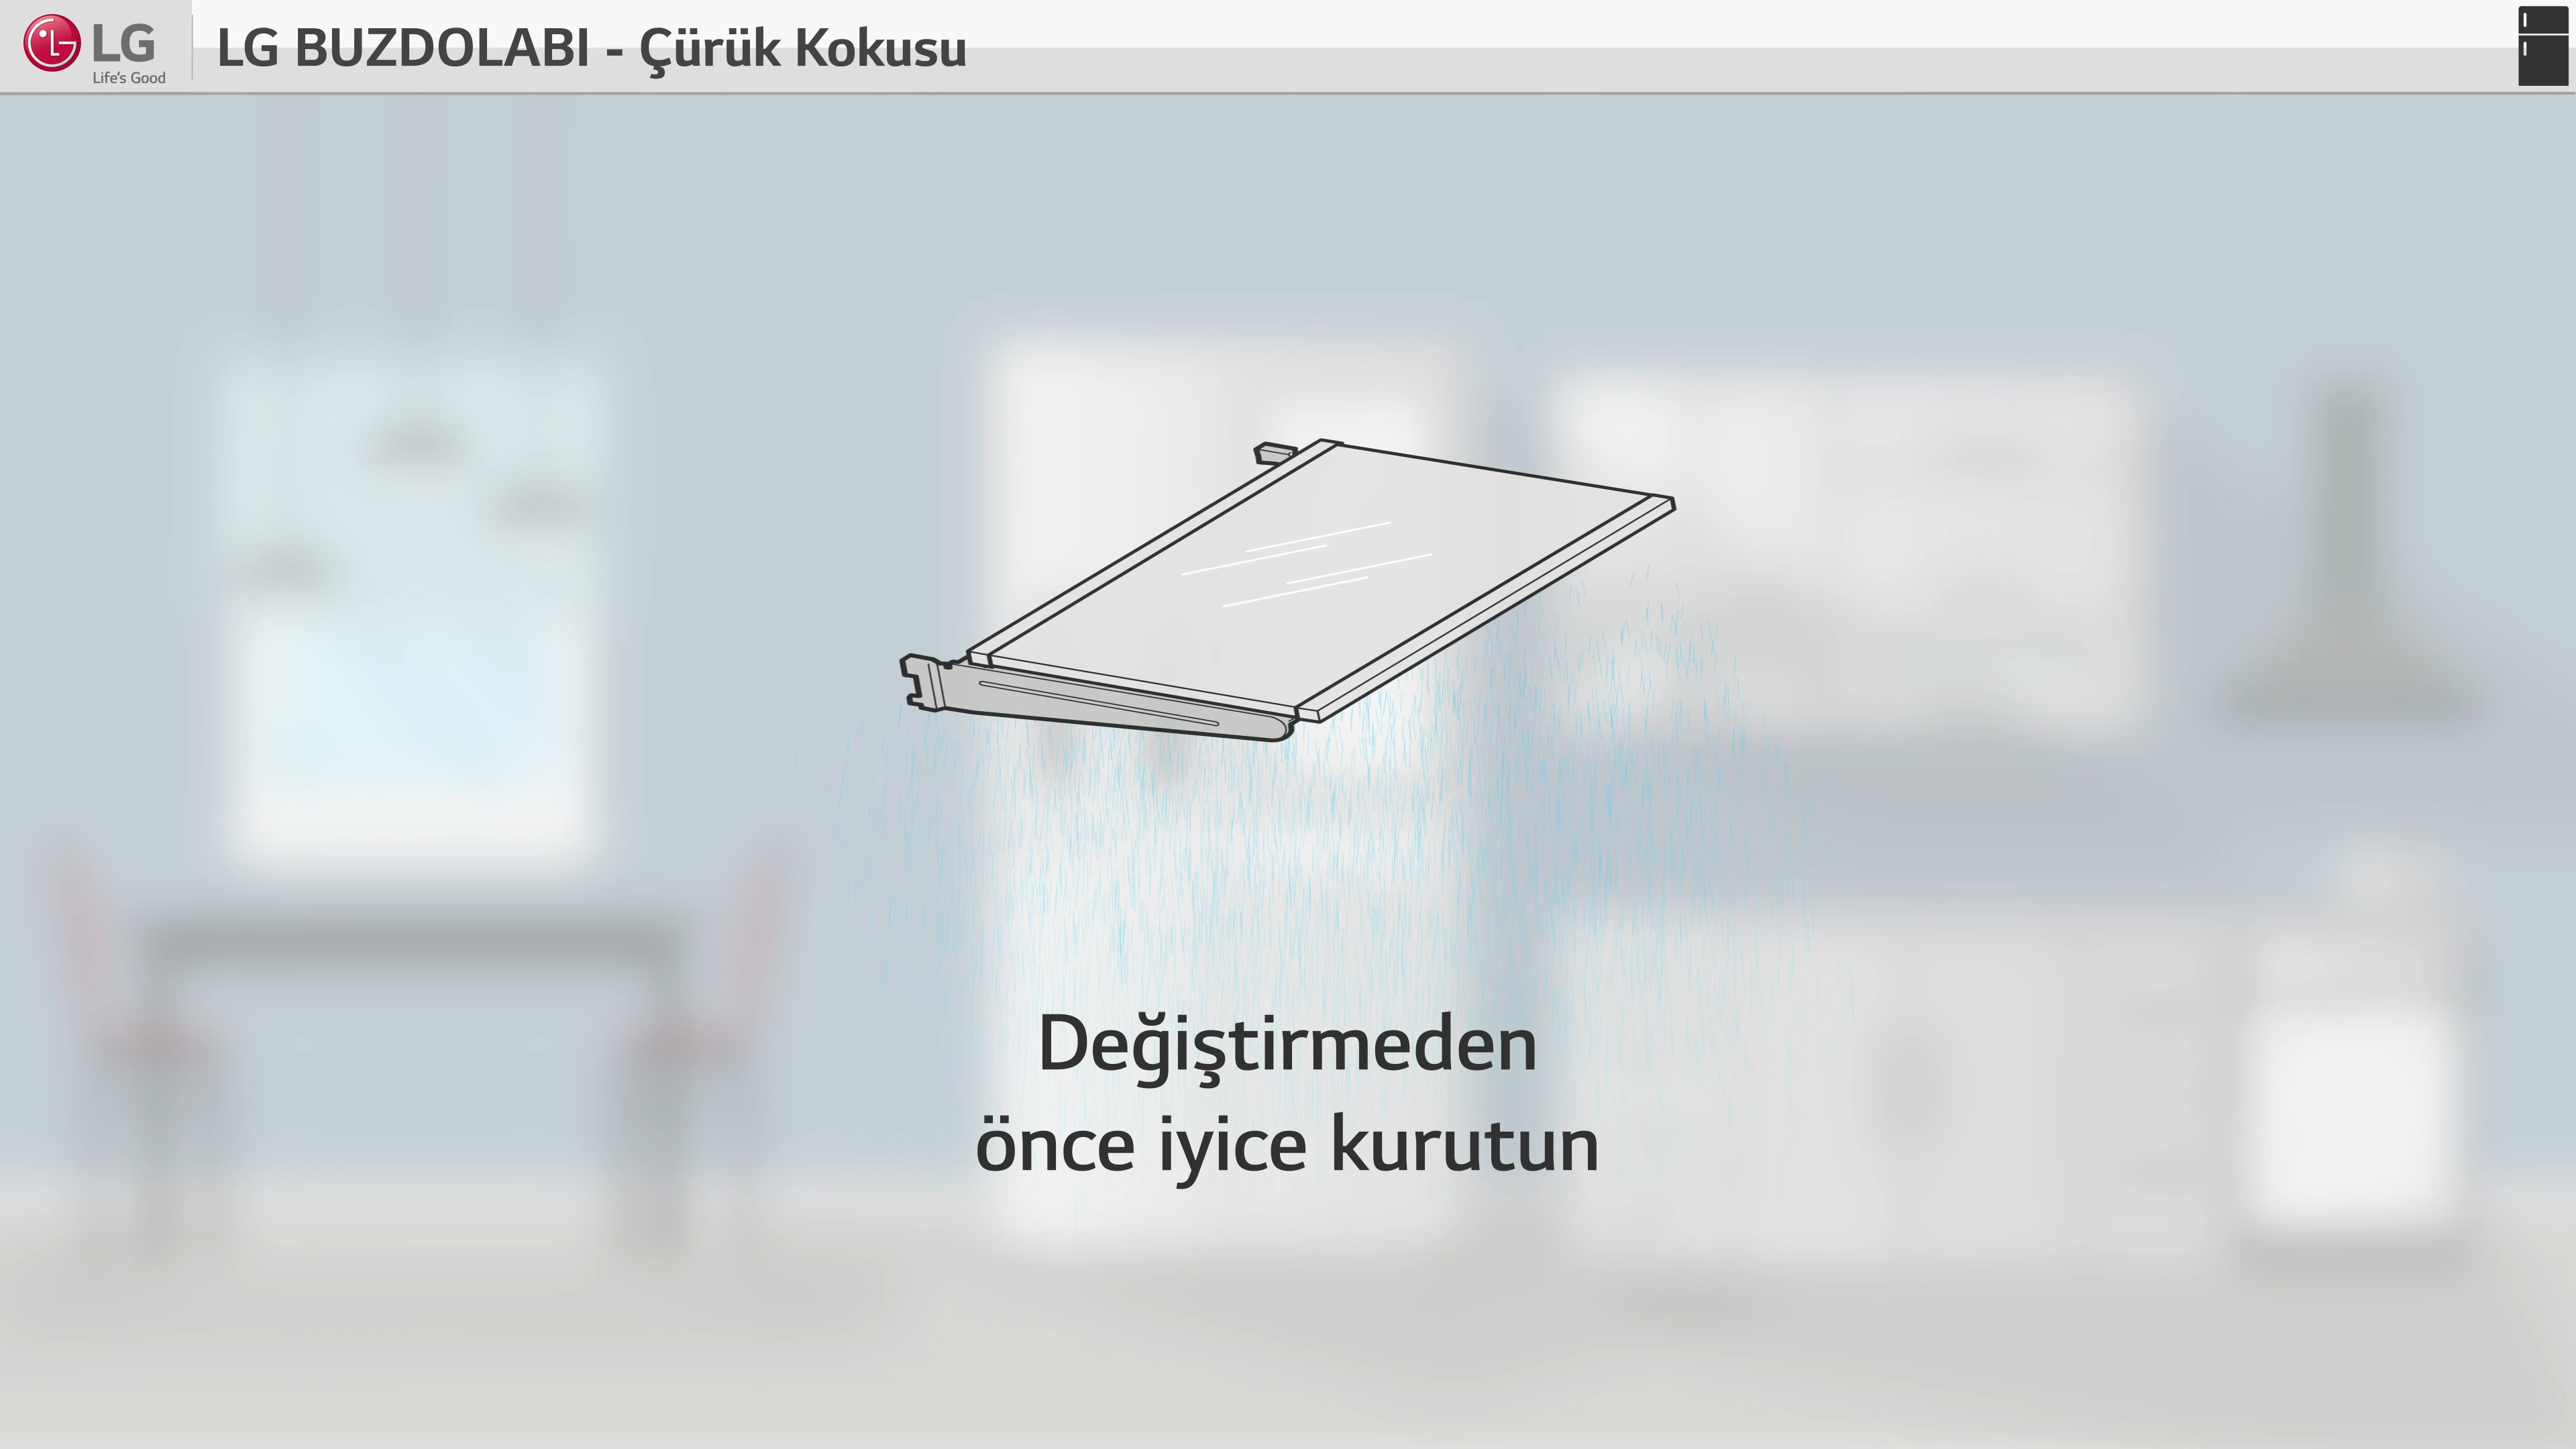 LG
Life's Good
LG BUZDOLABI - Çürük Kokusu
Değiştirmeden
önce iyice kurutun